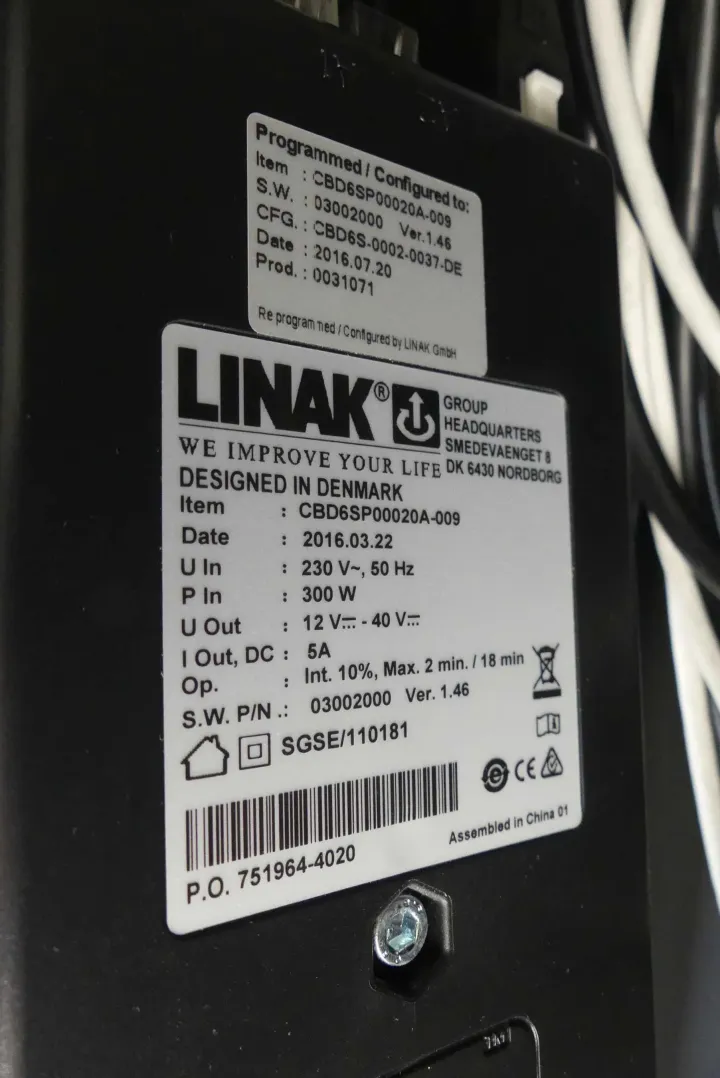 Programmed / Configured to:
Item : CBD6SP00020A-009
S.W. : 03002000 Ver.1.46
CFG. : CBD6S-0002-0037-DE
Date : 2016.07.20
Prod. : 0031071
Re programmed / Configured by LINAK GmbH
LINAK®
GROUP
HEADQUARTERS
SMEDEVAENGET 8
DK 6430 NORDBORG
WE IMPROVE YOUR LIFE
DESIGNED IN DENMARK
Item : CBD6SP00020A-009
Date : 2016.03.22
U In : 230 V~, 50 Hz
P In : 300 W
U Out : 12 V⎓ - 40 V⎓
I Out, DC : 5A
Op. : Int. 10%, Max. 2 min. / 18 min
S.W. P/N .: 03002000 Ver. 1.46
SGSE/110181
CE
Assembled in China 01
P.O. 751964-4020